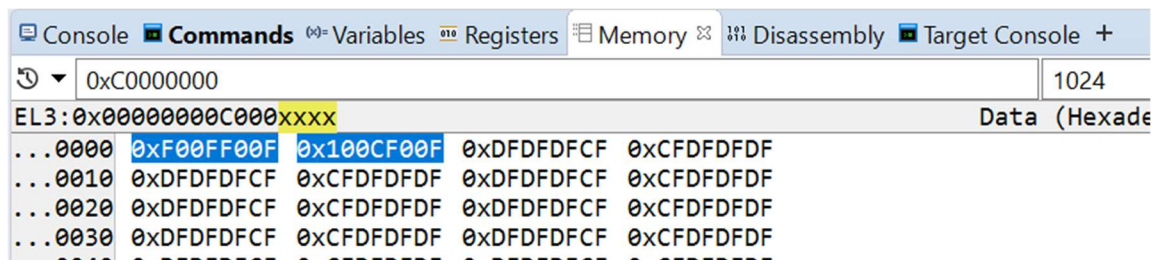 Console Commands (x)= Variables 1010 Registers Memory Disassembly Target Console +
0xC0000000 1024
EL3:0x00000000C000xxxx Data (Hexade
...0000 0xF00FF00F 0x100CF00F 0xDFDFDFCF 0xCFDFDFDF
...0010 0xDFDFDFCF 0xCFDFDFDF 0xDFDFDFCF 0xCFDFDFDF
...0020 0xDFDFDFCF 0xCFDFDFDF 0xDFDFDFCF 0xCFDFDFDF
...0030 0xDFDFDFCF 0xCFDFDFDF 0xDFDFDFCF 0xCFDFDFDF